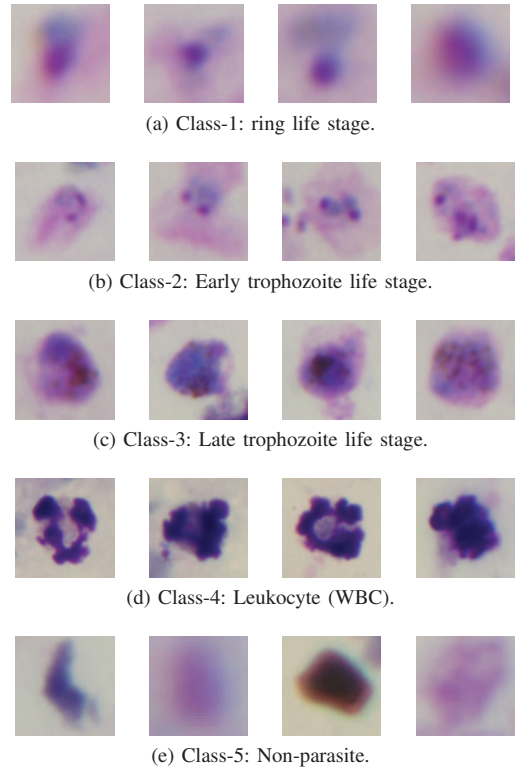 (a) Class-1: ring life stage.
(b) Class-2: Early trophozoite life stage.
(c) Class-3: Late trophozoite life stage.
(d) Class-4: Leukocyte (WBC).
(e) Class-5: Non-parasite.